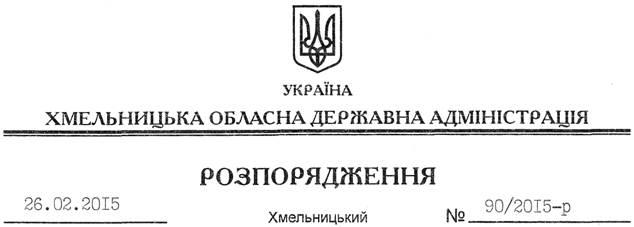 УКРАЇНА
ХМЕЛЬНИЦЬКА ОБЛАСНА ДЕРЖАВНА АДМІНІСТРАЦІЯ
РОЗПОРЯДЖЕННЯ
26.02.2015 Хмельницький № 90/2015-р